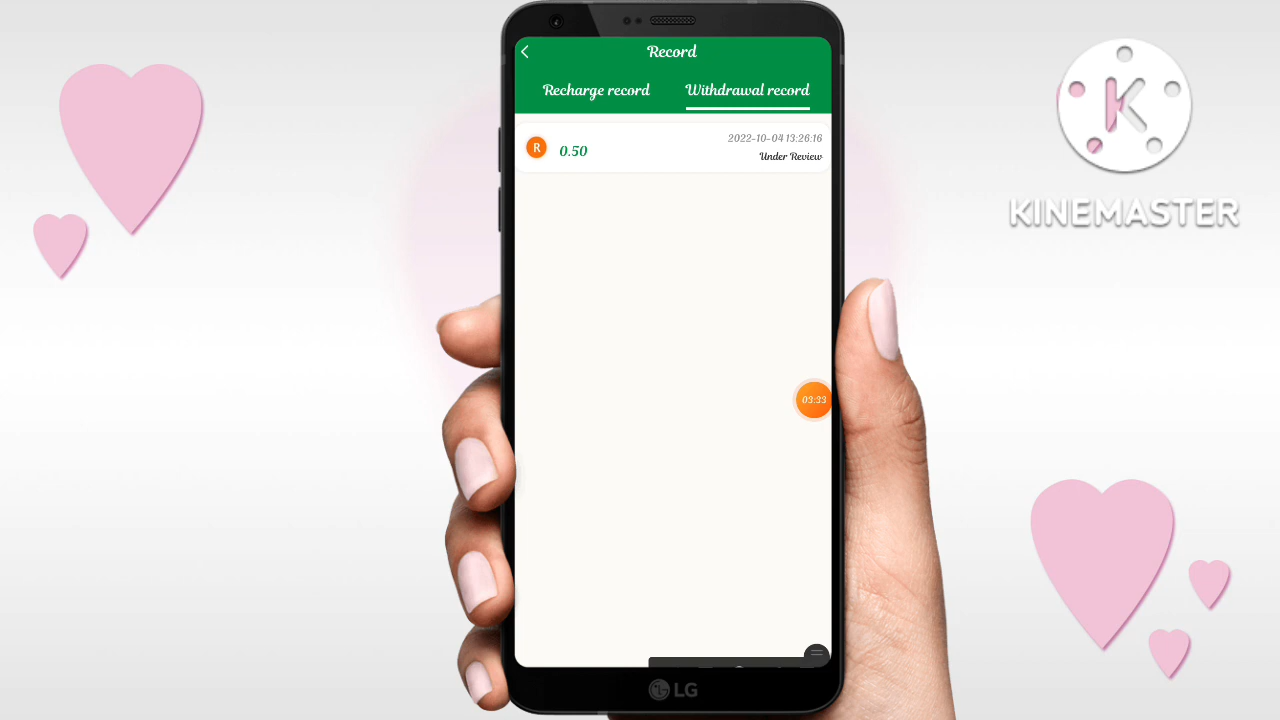 Record
Recharge record
Withdrawal record
R
0.50
2022-10-04 13:26:16
Under Review
03:33
LG
K
KINEMASTER